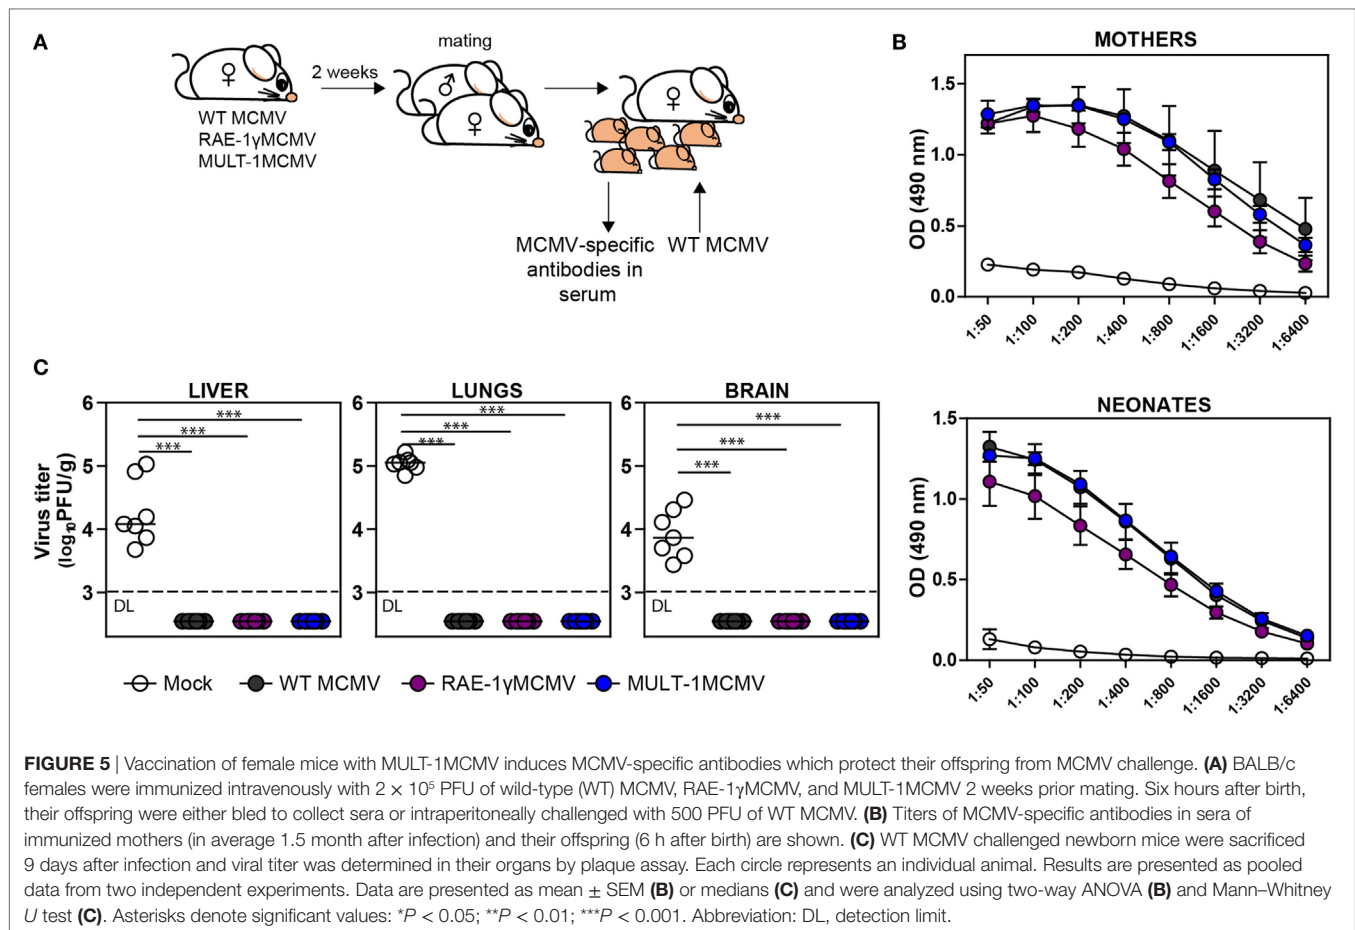 A
mating
2 weeks
WT MCMV
RAE-1γMCMV
MULT-1MCMV
♀
♂
♀
♀
MCMV-specific
antibodies in
serum
WT MCMV
B
MOTHERS
OD (490 nm)
1.5
1.0
0.5
0.0
1:50
1:100
1:200
1:400
1:800
1:1600
1:3200
1:6400
NEONATES
OD (490 nm)
1.5
1.0
0.5
0.0
1:50
1:100
1:200
1:400
1:800
1:1600
1:3200
1:6400
C
Virus titer
(log₁₀PFU/g)
LIVER
6
5
4
3
***
***
***
DL
LUNGS
6
5
4
3
***
***
***
DL
BRAIN
6
5
4
3
***
***
***
DL
Mock
WT MCMV
RAE-1γMCMV
MULT-1MCMV
FIGURE 5 | Vaccination of female mice with MULT-1MCMV induces MCMV-specific antibodies which protect their offspring from MCMV challenge. (A) BALB/c
females were immunized intravenously with 2 × 10⁵ PFU of wild-type (WT) MCMV, RAE-1γMCMV, and MULT-1MCMV 2 weeks prior mating. Six hours after birth,
their offspring were either bled to collect sera or intraperitoneally challenged with 500 PFU of WT MCMV. (B) Titers of MCMV-specific antibodies in sera of
immunized mothers (in average 1.5 month after infection) and their offspring (6 h after birth) are shown. (C) WT MCMV challenged newborn mice were sacrificed
9 days after infection and viral titer was determined in their organs by plaque assay. Each circle represents an individual animal. Results are presented as pooled
data from two independent experiments. Data are presented as mean ± SEM (B) or medians (C) and were analyzed using two-way ANOVA (B) and Mann–Whitney
U test (C). Asterisks denote significant values: *P < 0.05; **P < 0.01; ***P < 0.001. Abbreviation: DL, detection limit.